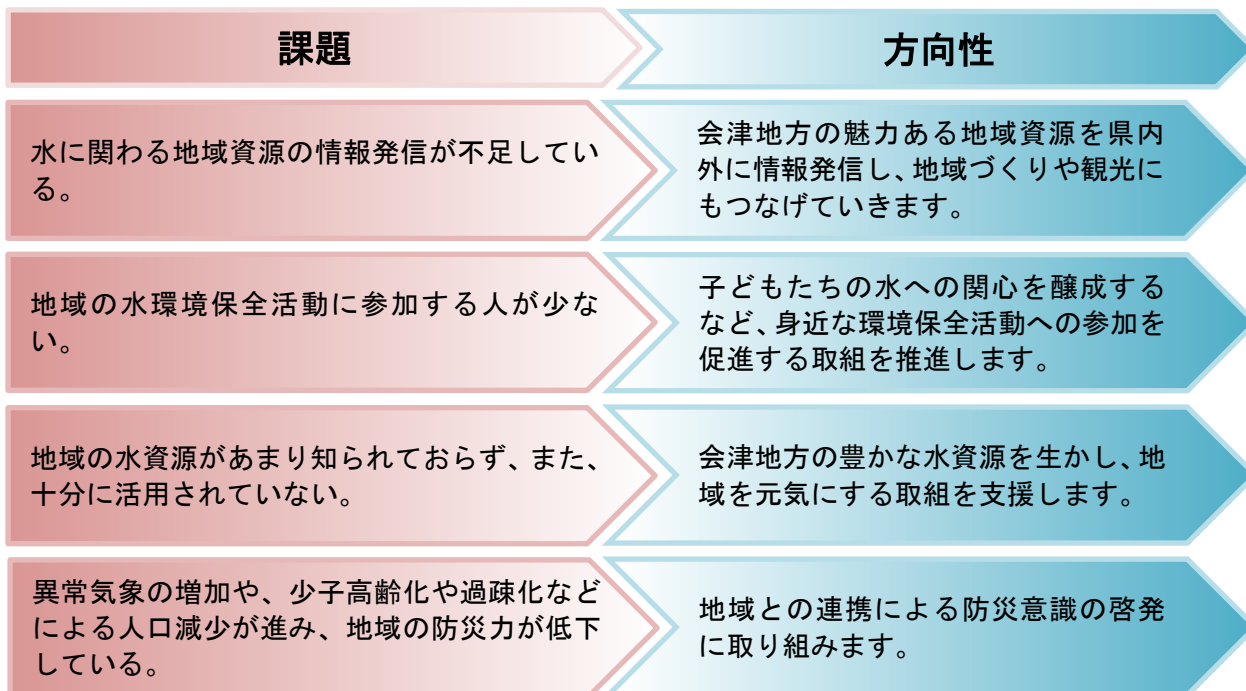 課題
方向性
水に関わる地域資源の情報発信が不足してい
る。
会津地方の魅力ある地域資源を県内
外に情報発信し、地域づくりや観光に
もつなげていきます。
地域の水環境保全活動に参加する人が少な
い。
子どもたちの水への関心を醸成する
など、身近な環境保全活動への参加を
促進する取組を推進します。
地域の水資源があまり知られておらず、また、
十分に活用されていない。
会津地方の豊かな水資源を生かし、地
域を元気にする取組を支援します。
異常気象の増加や、少子高齢化や過疎化など
による人口減少が進み、地域の防災力が低下
している。
地域との連携による防災意識の啓発
に取り組みます。